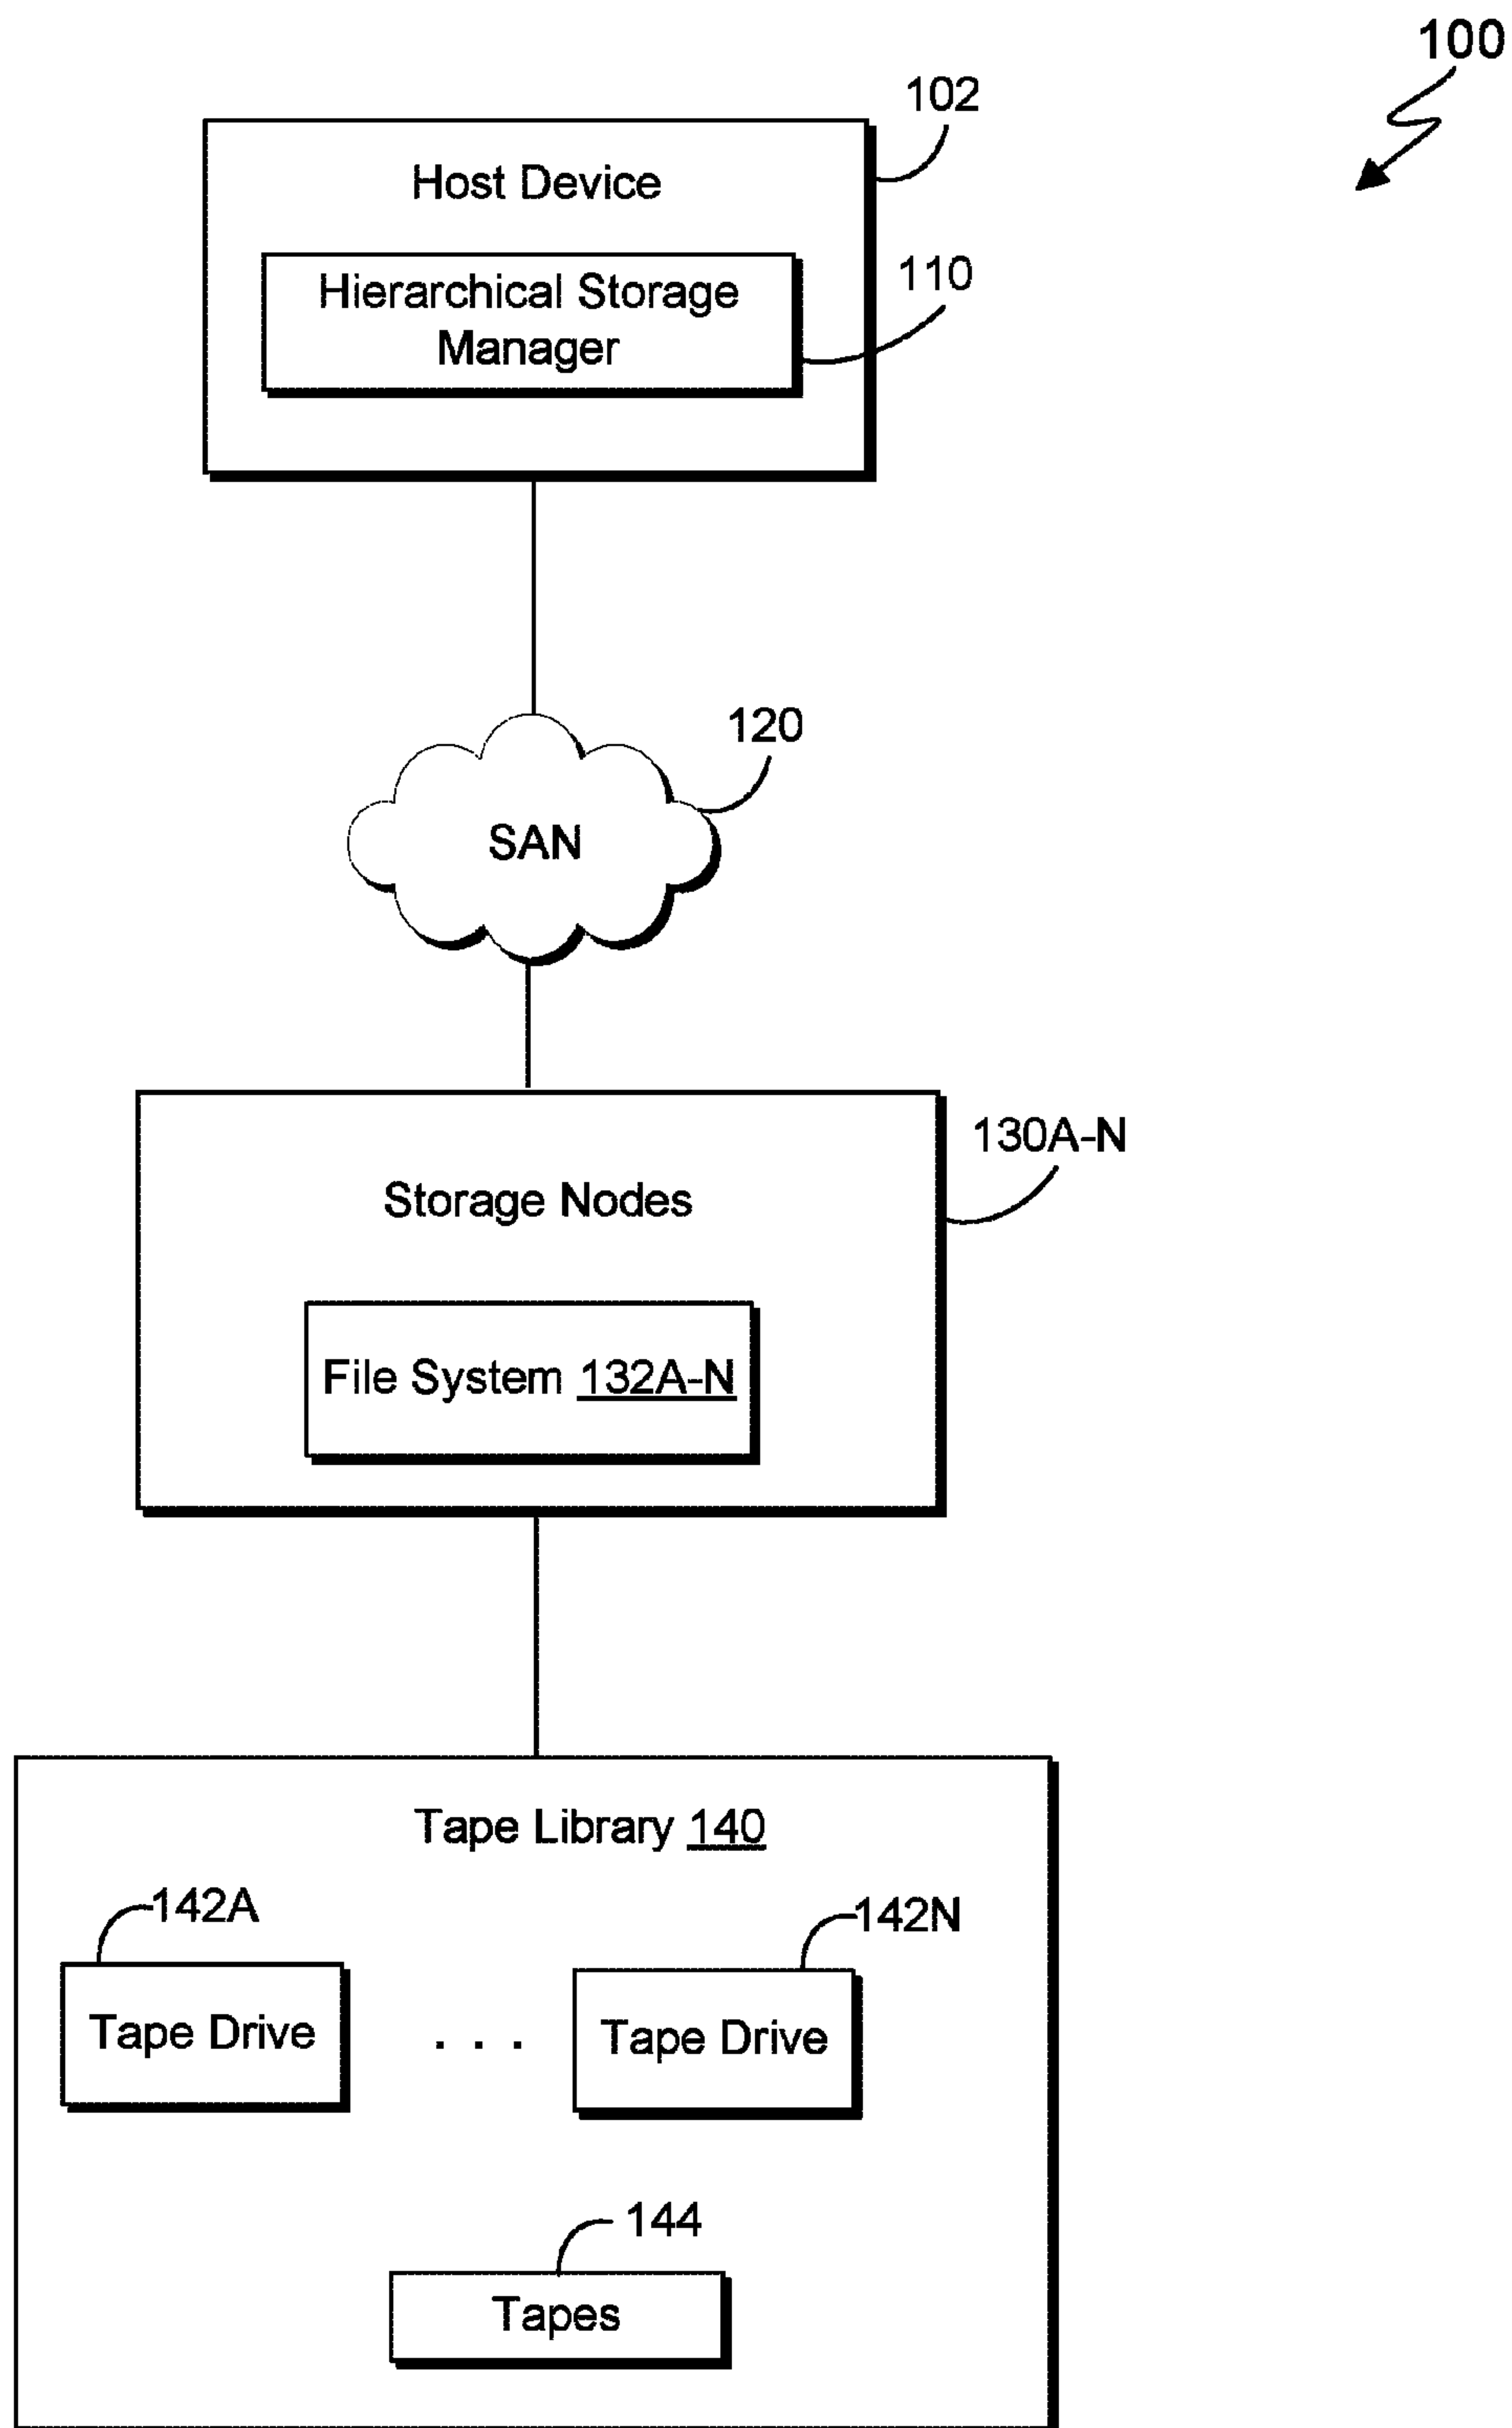 100
102
Host Device
110
Hierarchical Storage
Manager
120
SAN
130A-N
Storage Nodes
File System 132A-N
Tape Library 140
142A
142N
Tape Drive
. . .
Tape Drive
144
Tapes